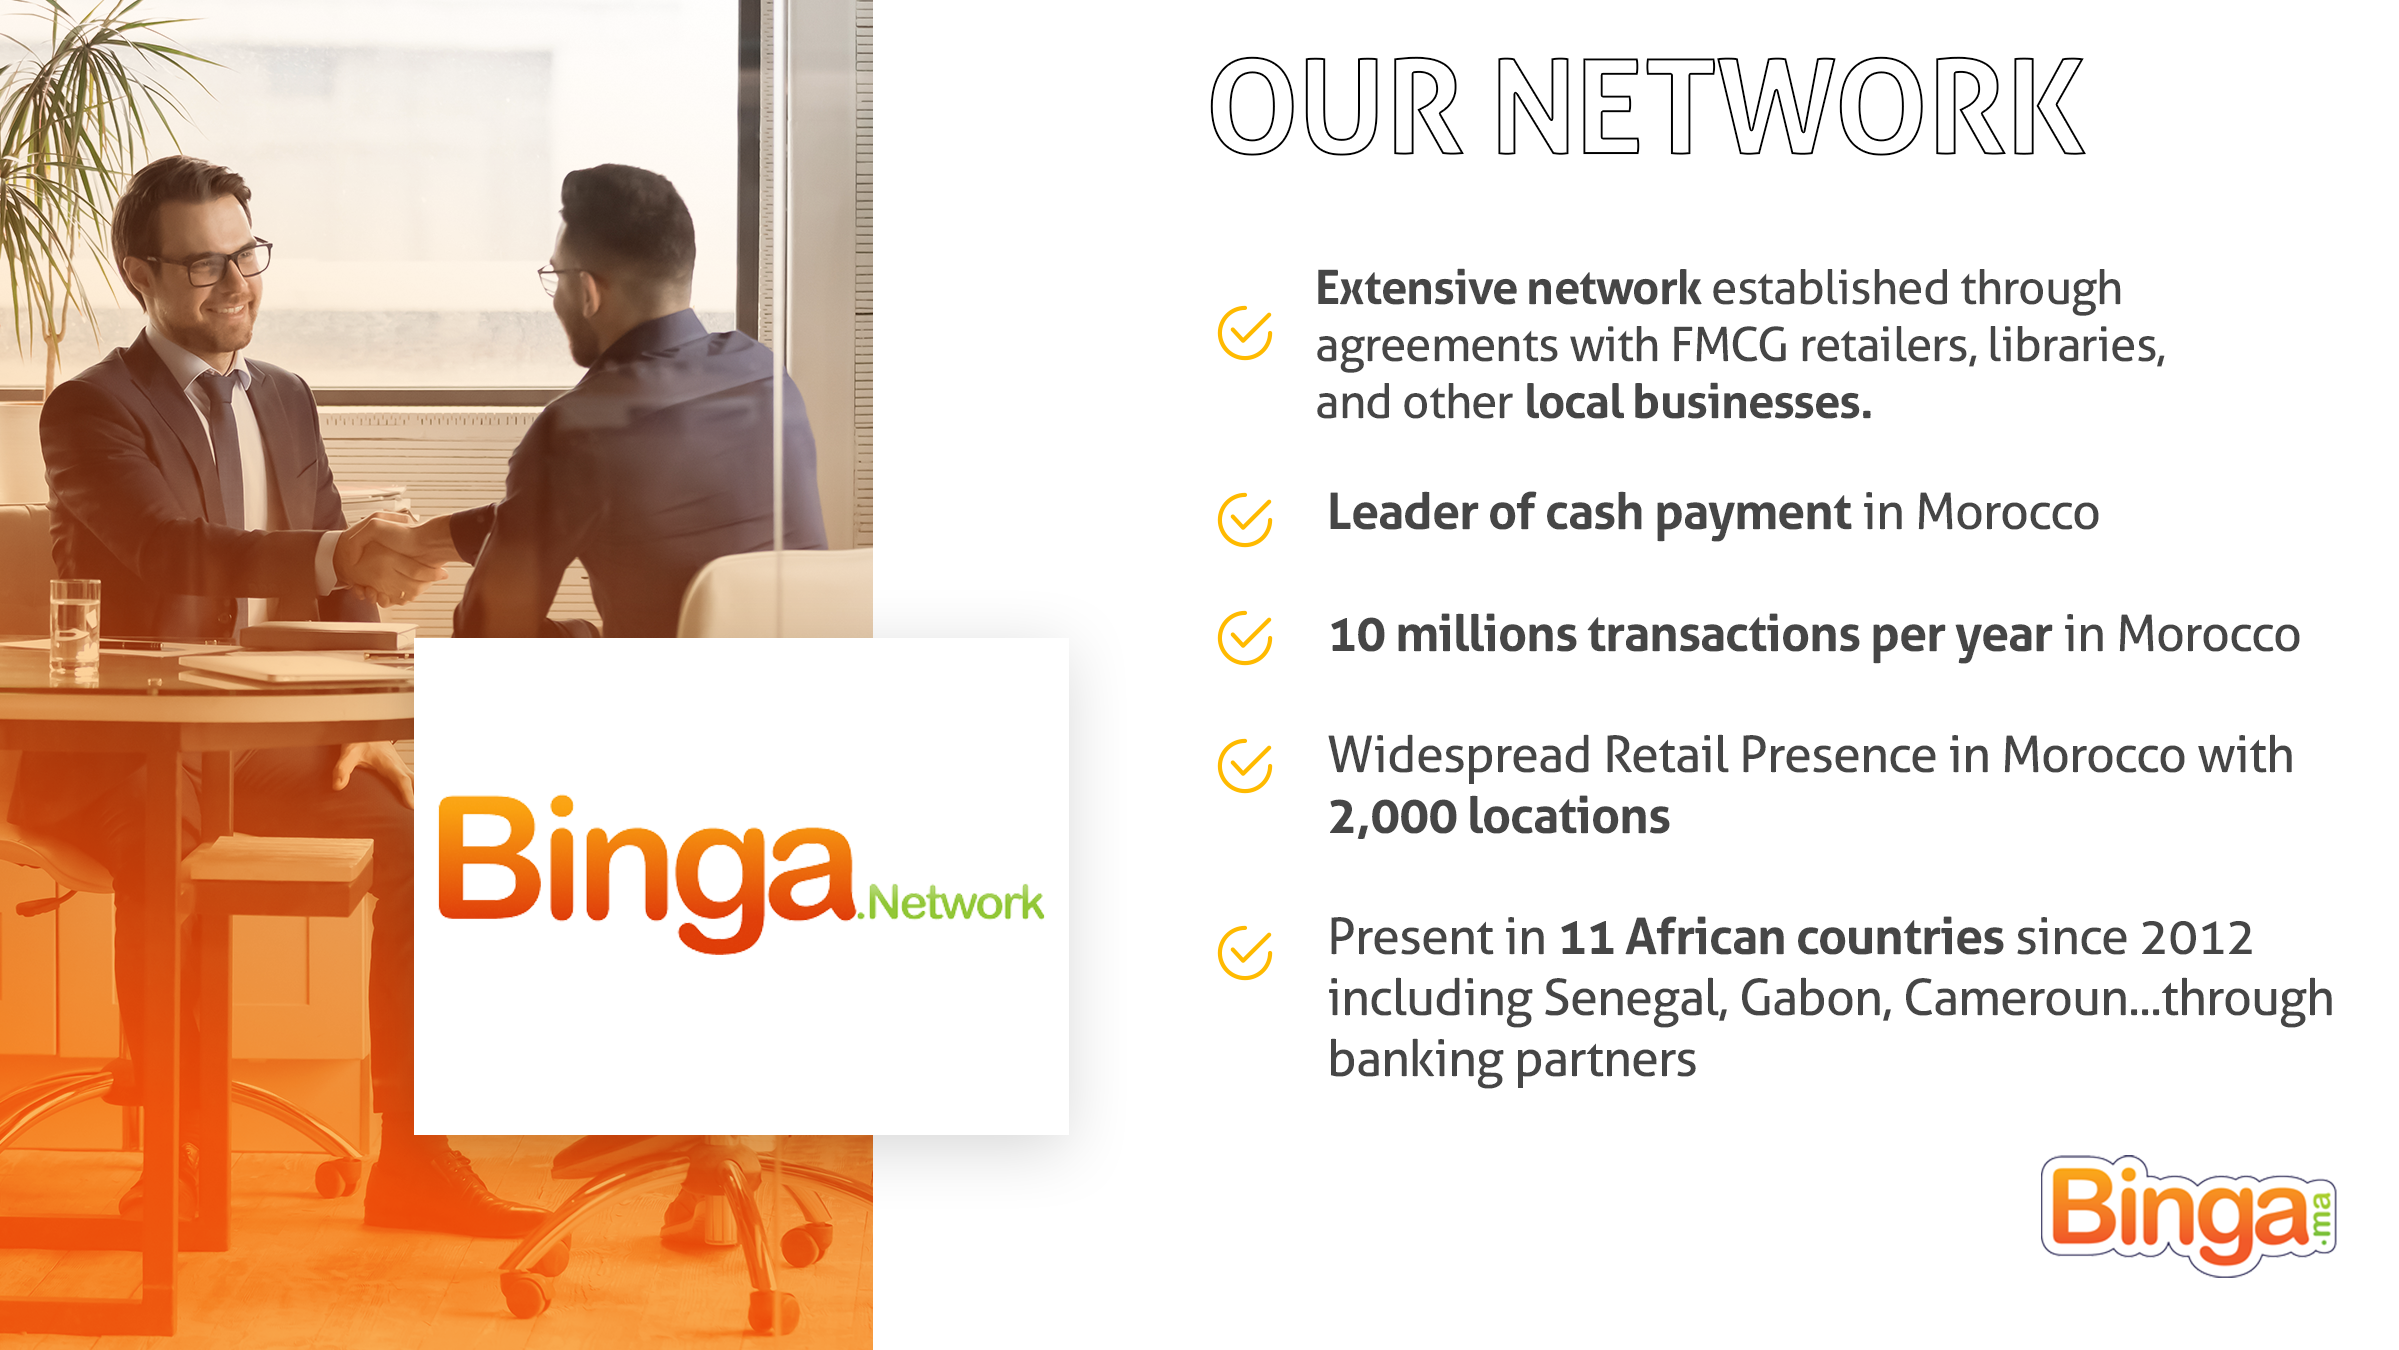 OUR NETWORK
Extensive network established through
agreements with FMCG retailers, libraries,
and other local businesses.
Leader of cash payment in Morocco
10 millions transactions per year in Morocco
Widespread Retail Presence in Morocco with
2,000 locations
Present in 11 African countries since 2012
including Senegal, Gabon, Cameroun...through
banking partners
Binga.Network
Binga.ma